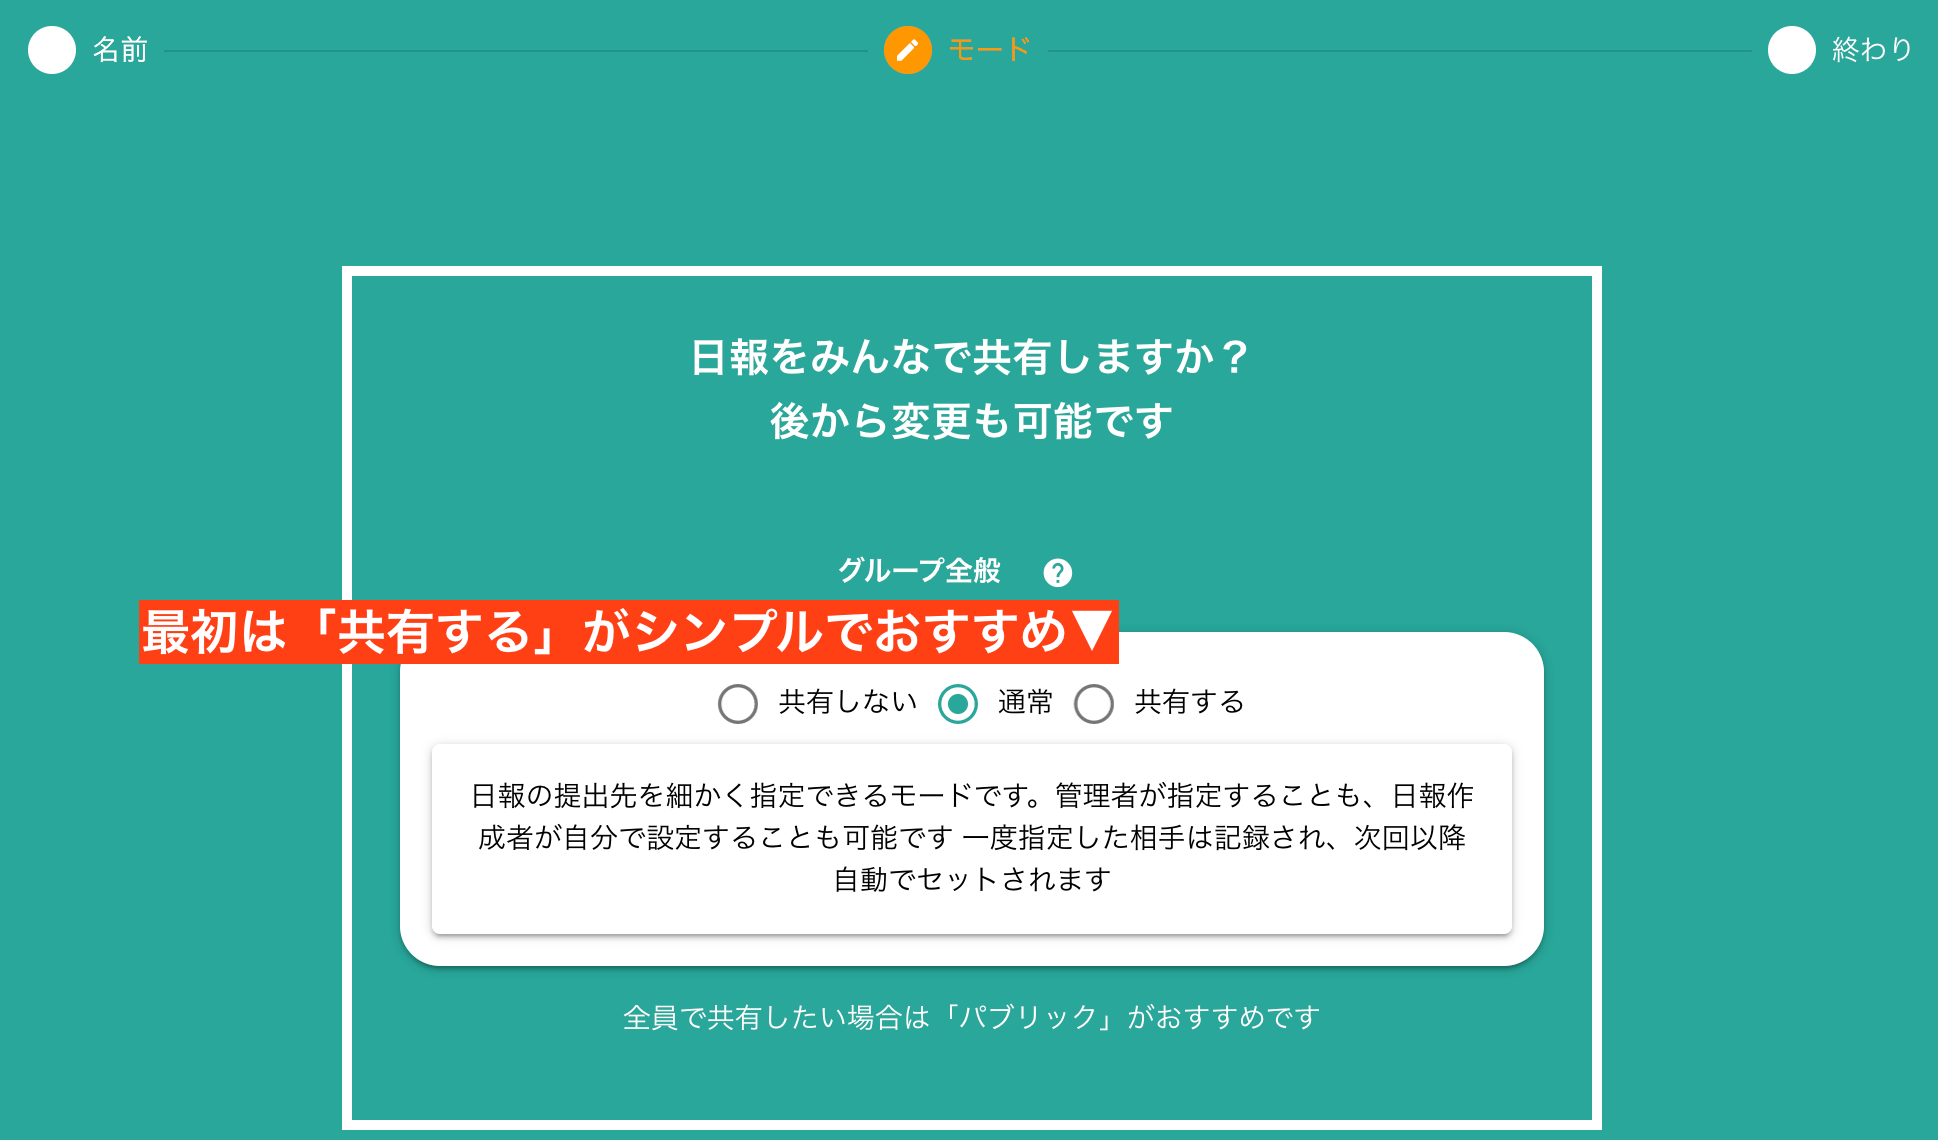 名前
モード
終わり
日報をみんなで共有しますか？
後から変更も可能です
グループ全般
最初は「共有する」がシンプルでおすすめ▼
共有しない 通常 共有する
日報の提出先を細かく指定できるモードです。管理者が指定することも、日報作
成者が自分で設定することも可能です 一度指定した相手は記録され、次回以降
自動でセットされます
全員で共有したい場合は「パブリック」がおすすめです